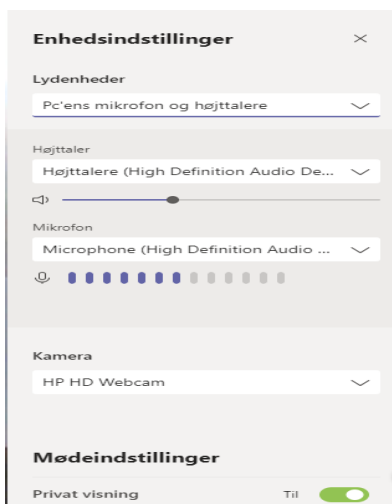 Enhedsindstillinger
Lydenheder
Pc'ens mikrofon og højttalere
Højttaler
Højttalere (High Definition Audio De...
Mikrofon
Microphone (High Definition Audio ...
Kamera
HP HD Webcam
Mødeindstillinger
Privat visning Til